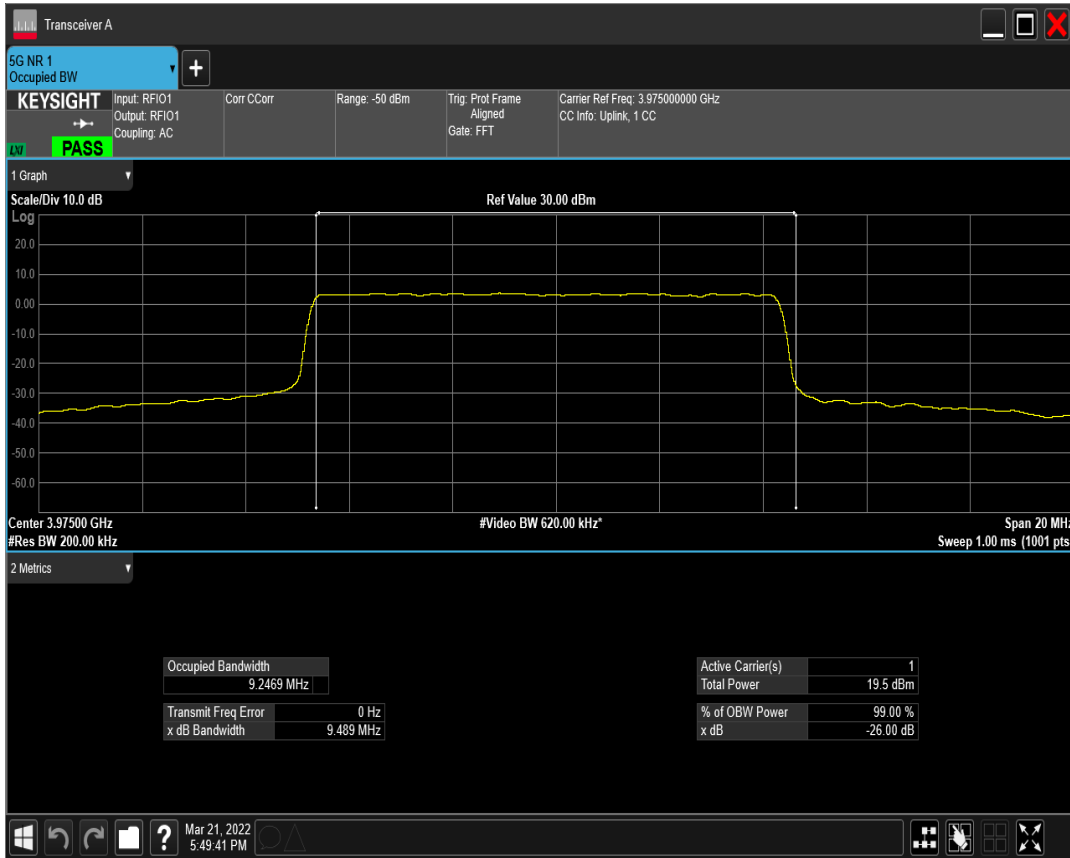 Transceiver A
5G NR 1
Occupied BW
KEYSIGHT
Input: RFIO1
Output: RFIO1
Coupling: AC
Corr CCorr
Range: -50 dBm
Trig: Prot Frame
Aligned
Gate: FFT
Carrier Ref Freq: 3.975000000 GHz
CC Info: Uplink, 1 CC
LXI
PASS
1 Graph
Scale/Div 10.0 dB
Ref Value 30.00 dBm
Log
20.0
10.0
0.00
-10.0
-20.0
-30.0
-40.0
-50.0
-60.0
Center 3.97500 GHz
#Video BW 620.00 kHz*
Span 20 MHz
#Res BW 200.00 kHz
Sweep 1.00 ms (1001 pts
2 Metrics
Occupied Bandwidth
9.2469 MHz
Transmit Freq Error 0 Hz
x dB Bandwidth 9.489 MHz
Active Carrier(s) 1
Total Power 19.5 dBm
% of OBW Power 99.00 %
x dB -26.00 dB
?
Mar 21, 2022
5:49:41 PM